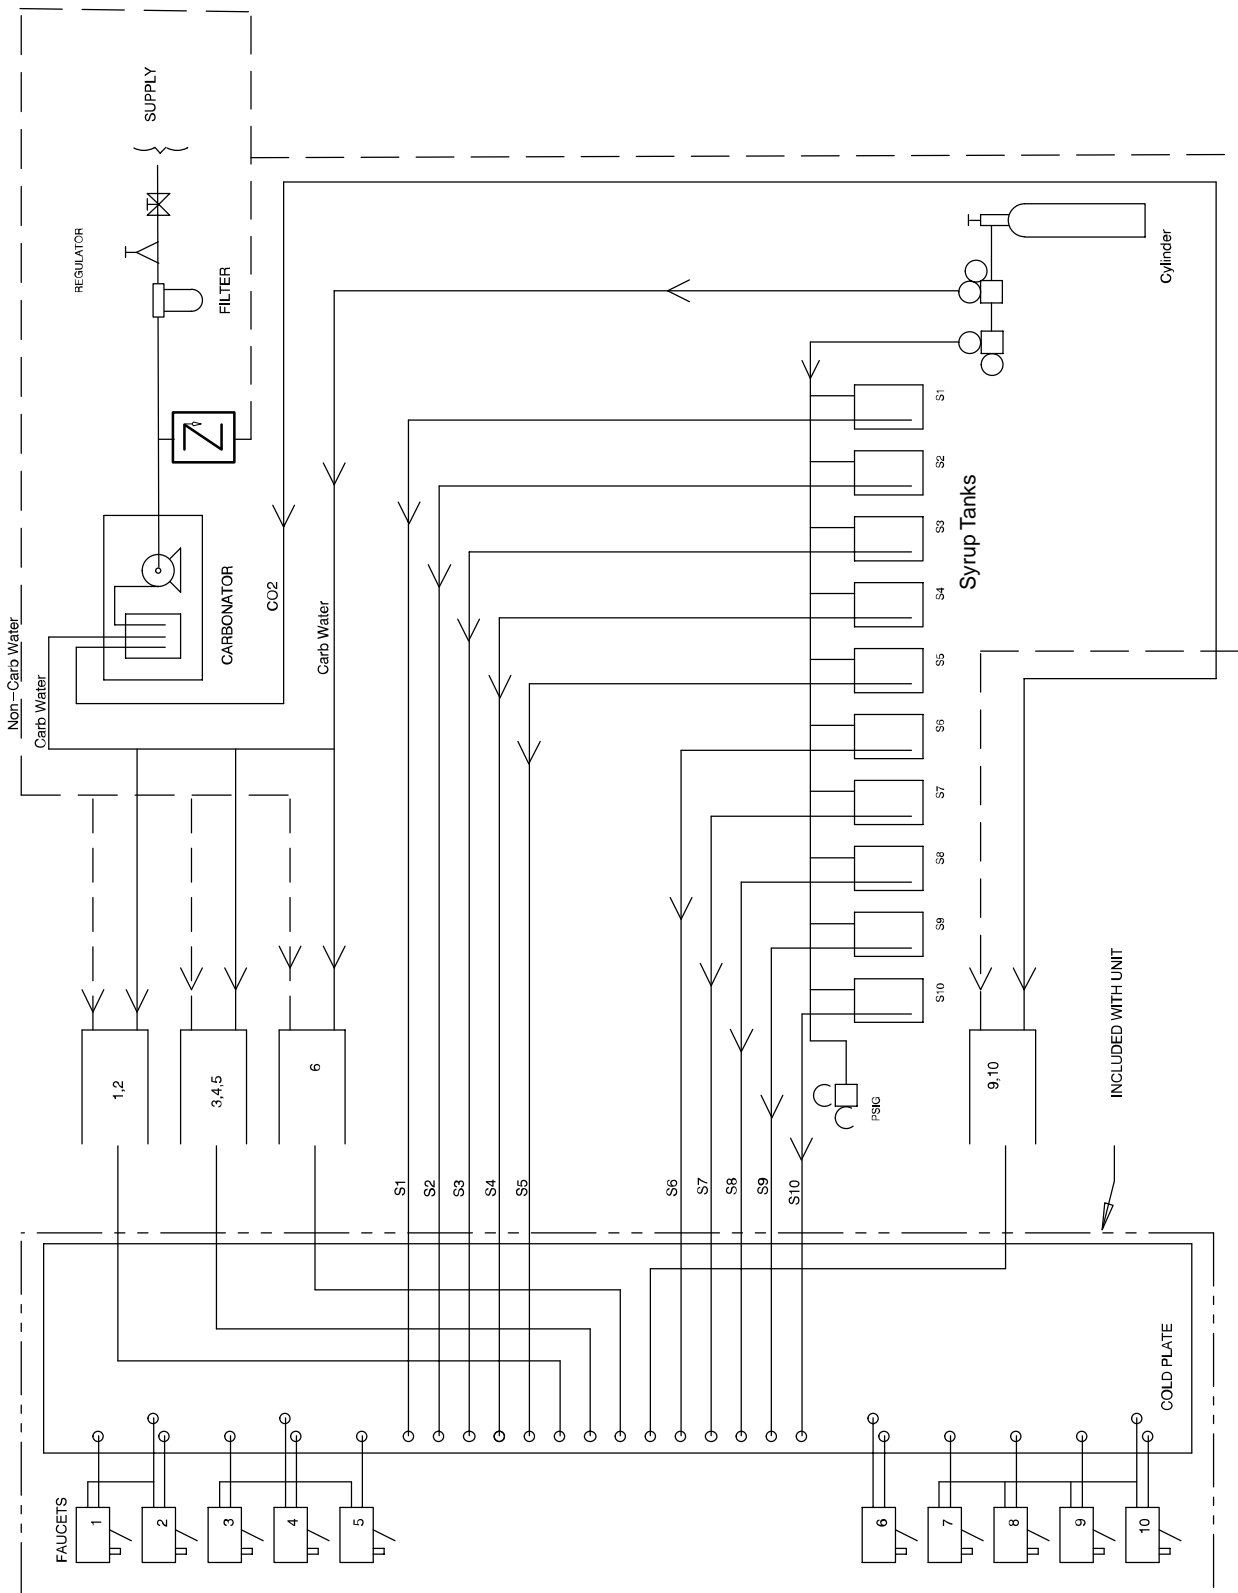 SUPPLY
REGULATOR
FILTER
Cylinder
CARBONATOR
CO2
Carb Water
Non-Carb Water
Carb Water
S1
S2
S3
S4
S5
S6
S7
S8
S9
S10
Syrup Tanks
1,2
3,4,5
6
9,10
PSIG
INCLUDED WITH UNIT
S1
S2
S3
S4
S5
S6
S7
S8
S9
S10
COLD PLATE
FAUCETS
1
2
3
4
5
6
7
8
9
10